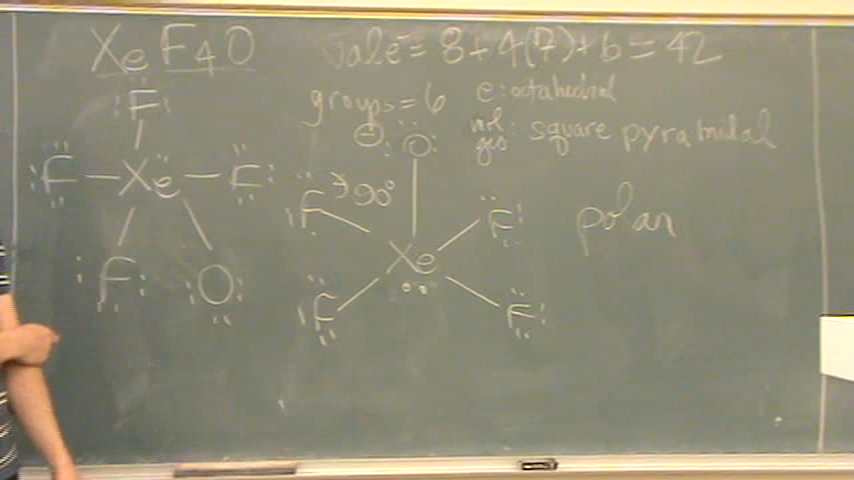 XeF4O
vale⁻ = 8 + 4(7) + 6 = 42
groups = 6
e⁻: octahedral
mol geo: square pyramidal
polar
F
F — Xe — F
F O
⊖ O
>90°
F F
Xe
F F